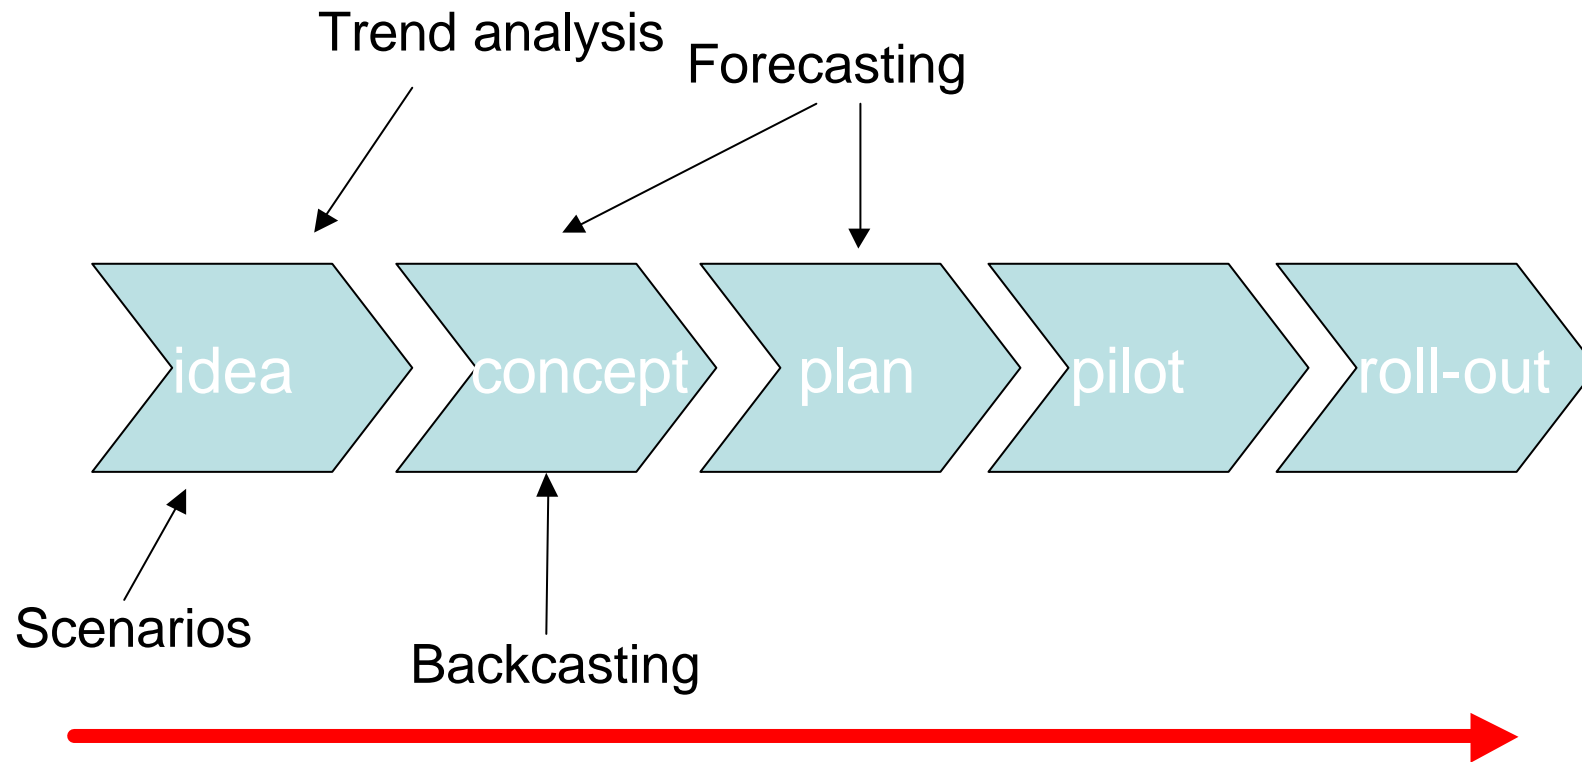 Trend analysis
Forecasting
idea
concept
plan
pilot
roll-out
Scenarios
Backcasting